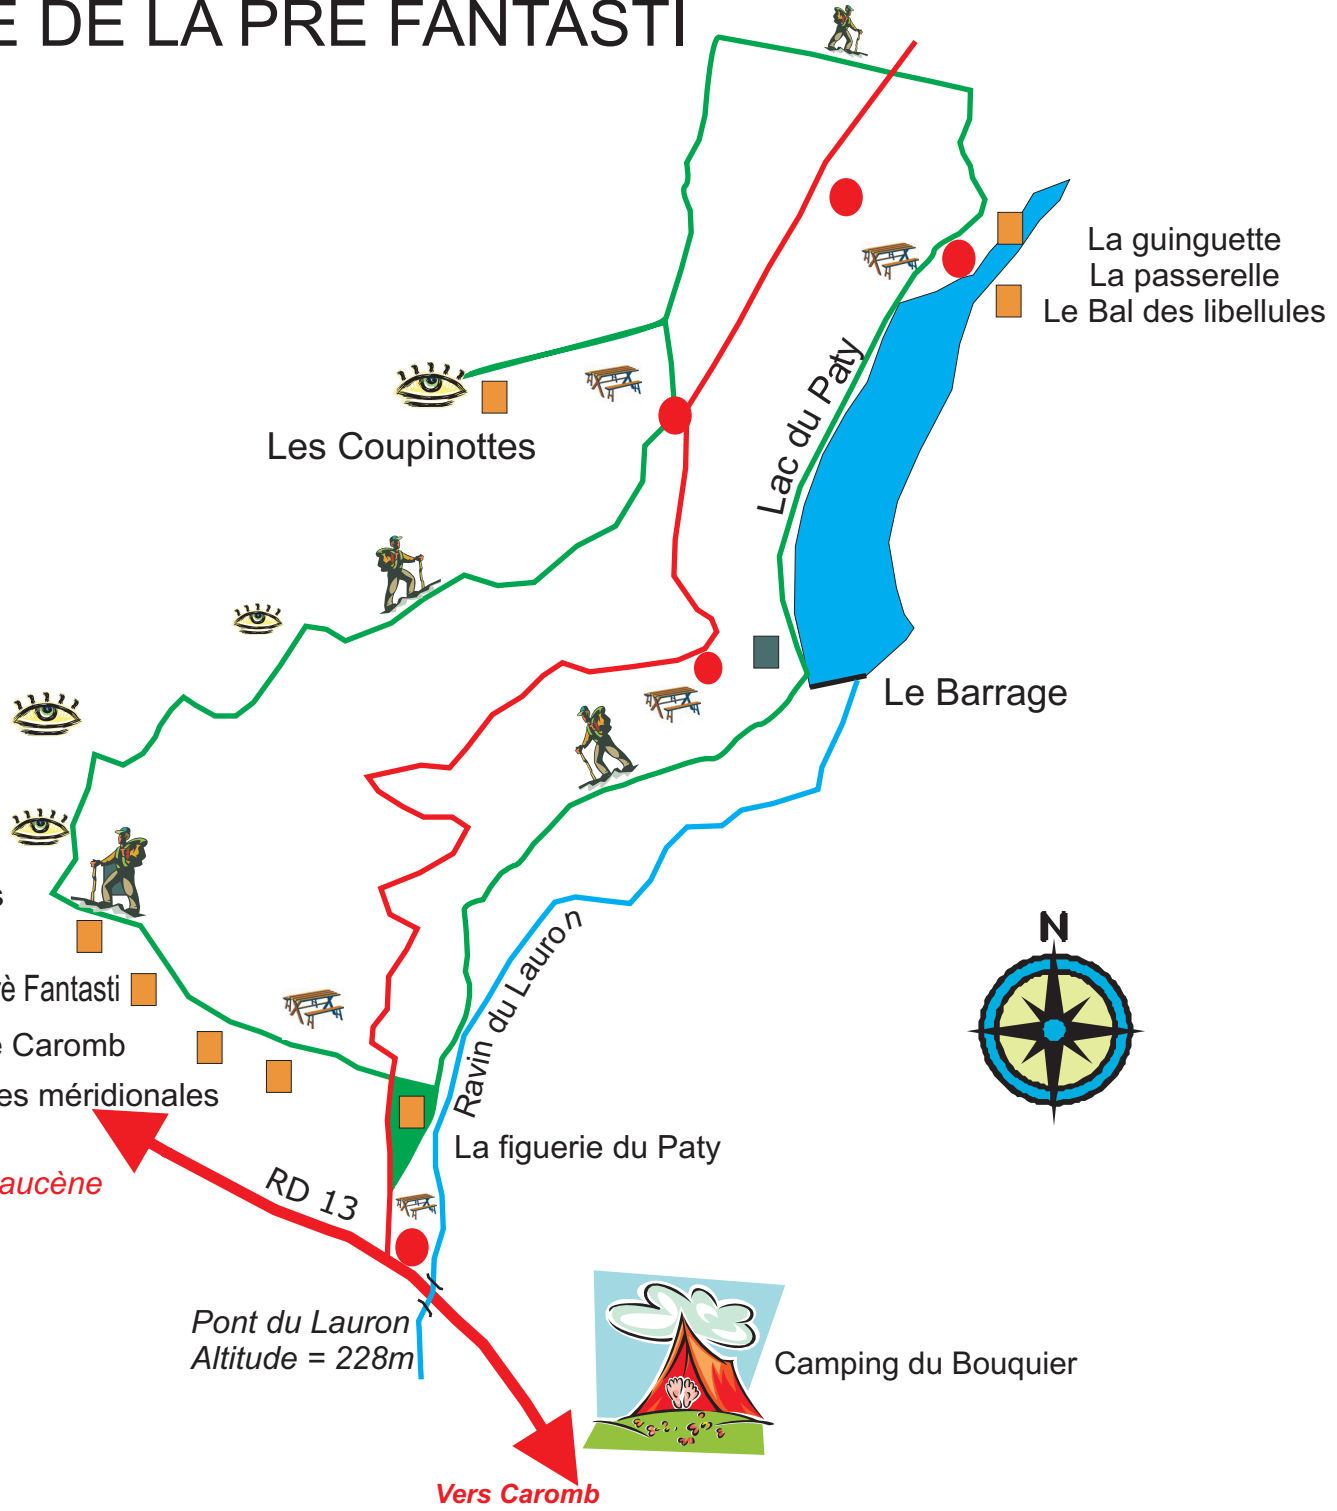 E DE LA PRE FANTASTI
La guinguette
La passerelle
Le Bal des libellules
Lac du Paty
Les Coupinottes
Le Barrage
s
rè Fantasti
e Caromb
es méridionales
N
Ravin du Lauron
La figuerie du Paty
aucène
RD 13
Pont du Lauron
Altitude = 228m
Camping du Bouquier
Vers Caromb